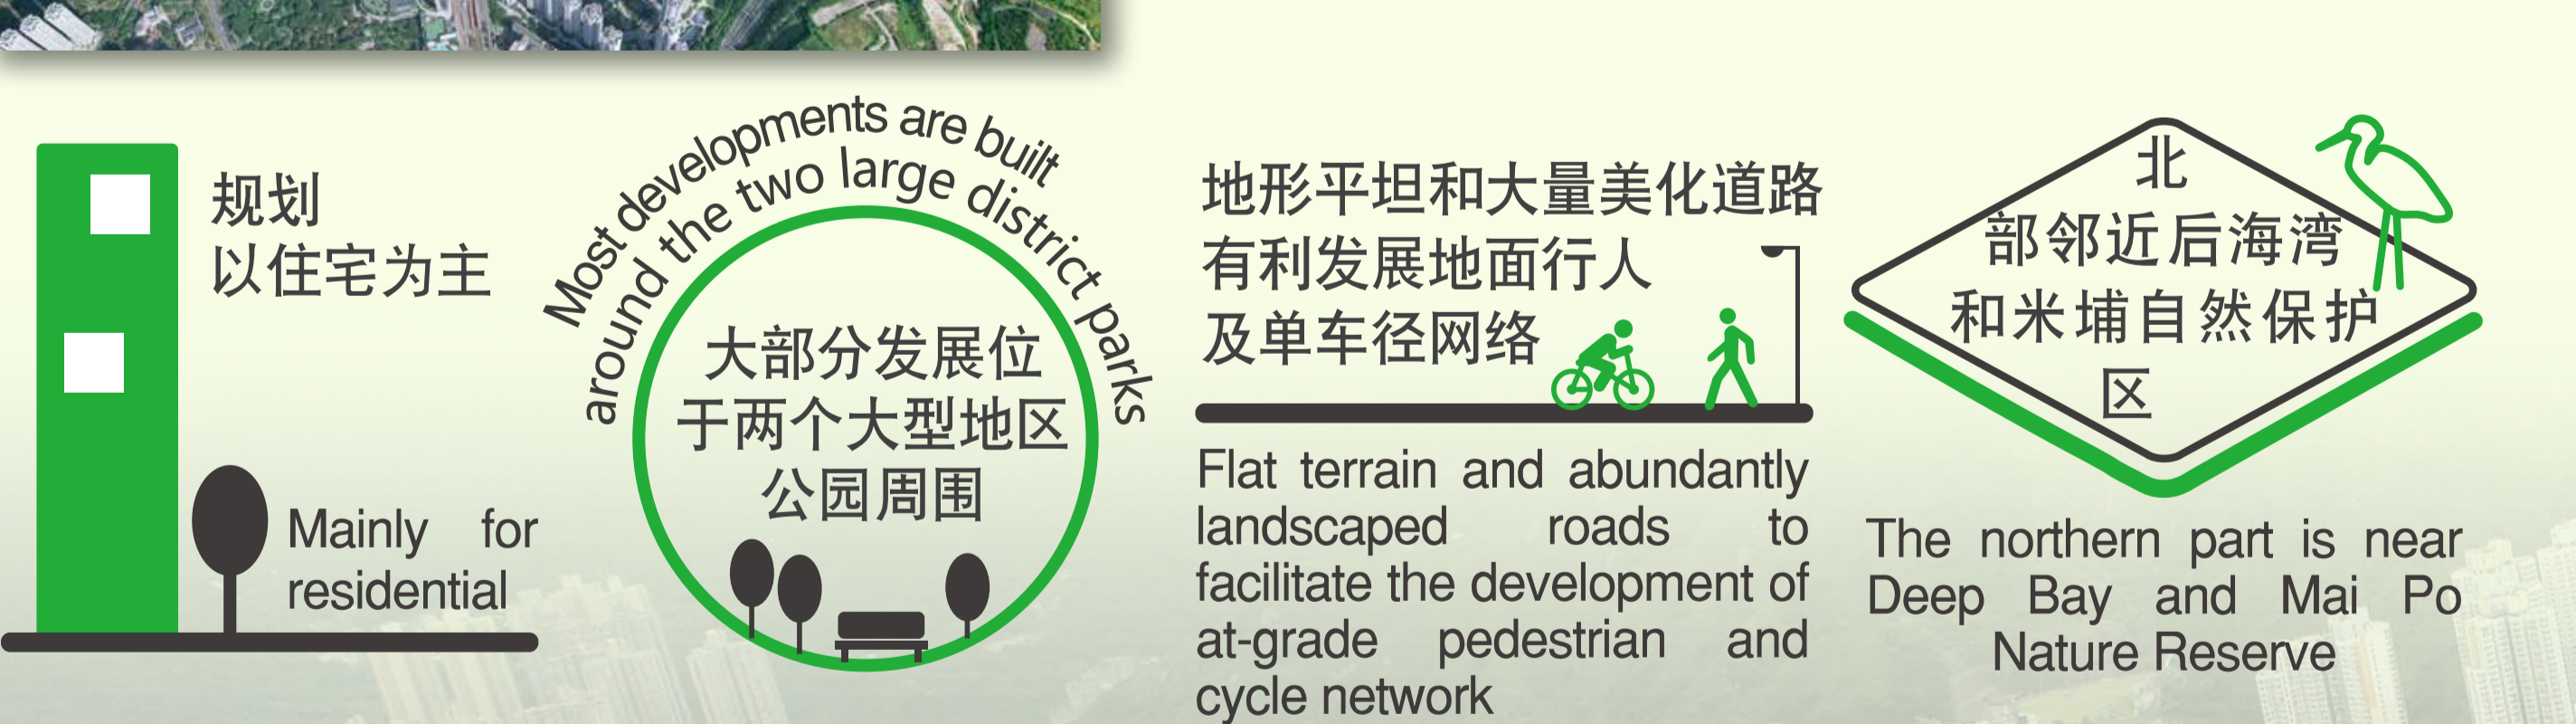 规划
以住宅为主
Mainly for
residential
Most developments are built
around the two large district parks
大部分发展位
于两个大型地区
公园周围
地形平坦和大量美化道路
有利发展地面行人
及单车径网络
Flat terrain and abundantly
landscaped roads to
facilitate the development of
at-grade pedestrian and
cycle network
北
部邻近后海湾
和米埔自然保护
区
The northern part is near
Deep Bay and Mai Po
Nature Reserve